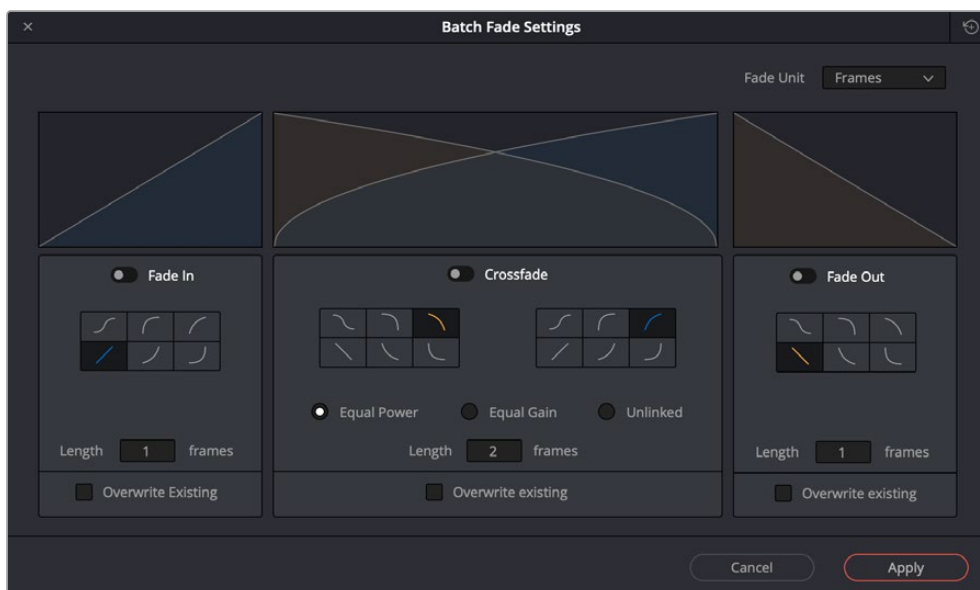 Batch Fade Settings
Fade Unit Frames
Fade In
Crossfade
Fade Out
Equal Power Equal Gain Unlinked
Length 1 frames
Length 2 frames
Length 1 frames
Overwrite Existing
Overwrite existing
Overwrite existing
Cancel Apply